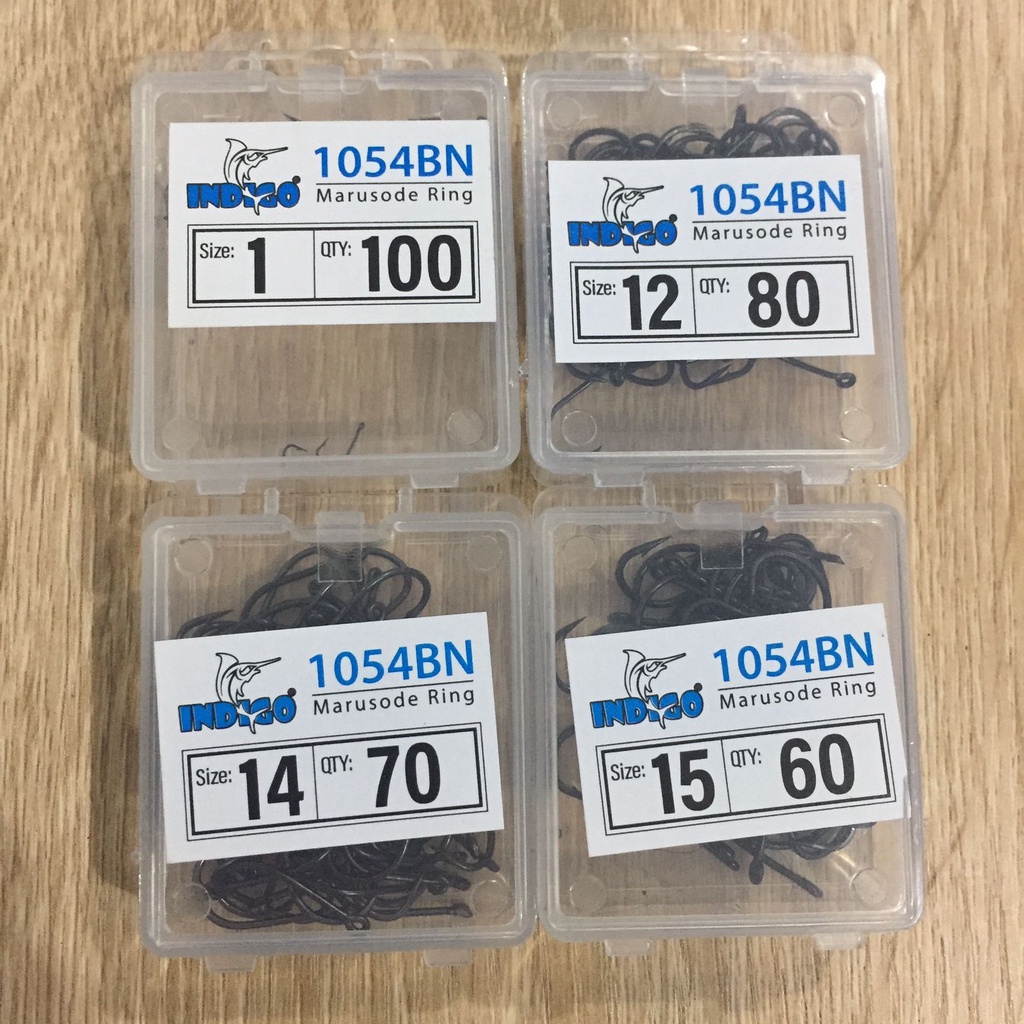 INDIGO
1054BN
Marusode Ring
Size: 1 QTY: 100
INDIGO
1054BN
Marusode Ring
Size: 12 QTY: 80
INDIGO
1054BN
Marusode Ring
Size: 14 QTY: 70
INDIGO
1054BN
Marusode Ring
Size: 15 QTY: 60